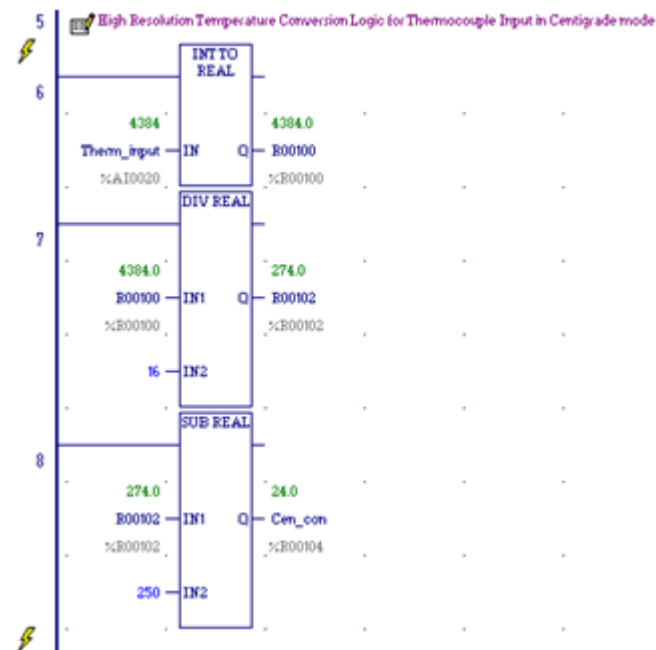 5 High Resolution Temperature Conversion Logic for Thermocouple Input in Centigrade mode
INT TO
REAL
6
4384 4384.0
Therm_input IN Q R00100
%AI0020 %R00100
DIV REAL
7
4384.0 274.0
R00100 IN1 Q R00102
%R00100 %R00102
16 IN2
SUB REAL
8
274.0 24.0
R00102 IN1 Q Cen_con
%R00102 %R00104
250 IN2